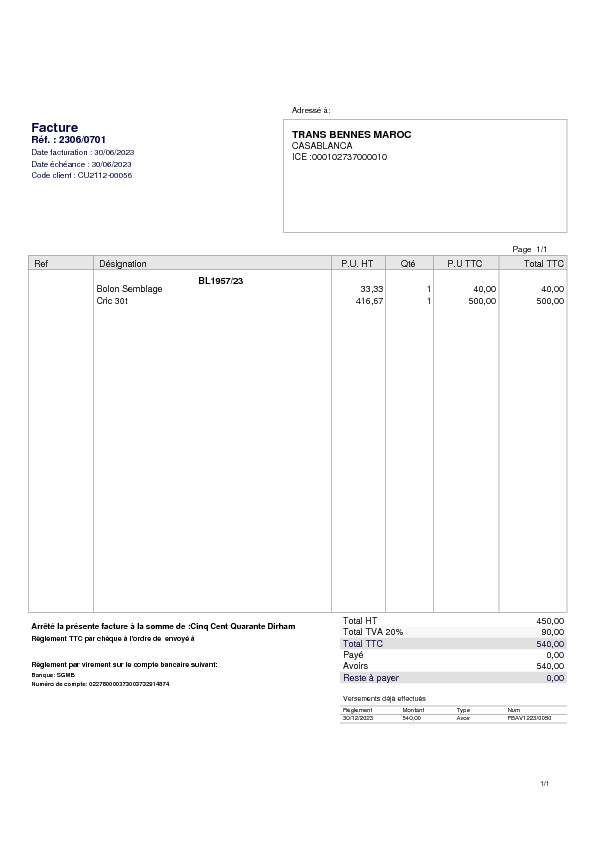 Adressé à:
Facture
Réf. : 2306/0701
Date facturation : 30/06/2023
Date échéance : 30/06/2023
Code client : CU2112-00056
TRANS BENNES MAROC
CASABLANCA
ICE :000102737000010
Page 1/1
Ref Désignation P.U. HT Qté P.U TTC Total TTC
BL1957/23
Bolon Semblage 33,33 1 40,00 40,00
Cric 30t 416,67 1 500,00 500,00
Arrêté la présente facture à la somme de :Cinq Cent Quarante Dirham
Règlement TTC par chèque à l'ordre de envoyé à
Règlement par virement sur le compte bancaire suivant:
Banque: SGMB
Numéro de compte: 022780000373003732914874
Total HT 450,00
Total TVA 20% 90,00
Total TTC 540,00
Payé 0,00
Avoirs 540,00
Reste à payer 0,00
Versements déjà effectués
Règlement Montant Type Num
30/12/2023 540,00 Avoir FBAV1223/0080
1/1